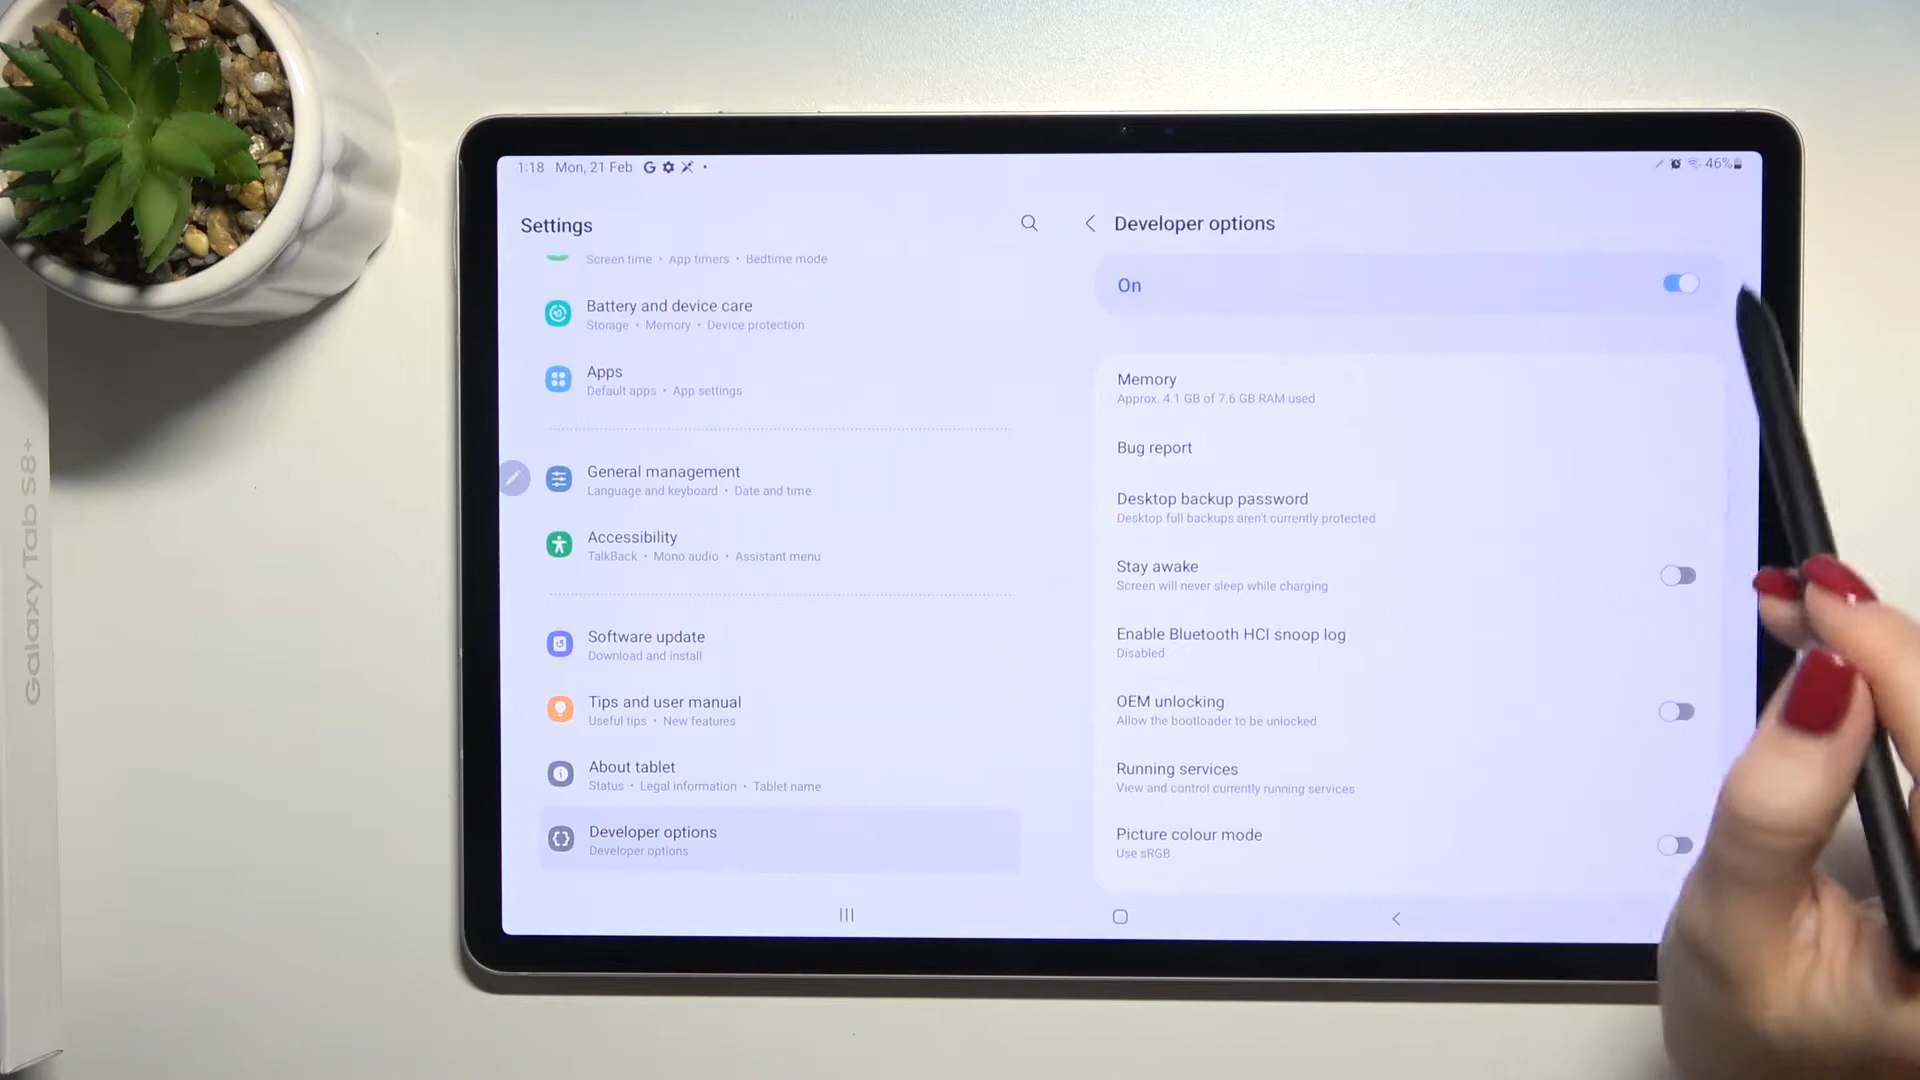 Galaxy Tab S8+
1:18 Mon, 21 Feb G
46%
Settings
Screen time • App timers • Bedtime mode
Battery and device care
Storage • Memory • Device protection
Apps
Default apps • App settings
General management
Language and keyboard • Date and time
Accessibility
TalkBack • Mono audio • Assistant menu
Software update
Download and install
Tips and user manual
Useful tips • New features
About tablet
Status • Legal information • Tablet name
Developer options
Developer options
Developer options
On
Memory
Approx. 4.1 GB of 7.6 GB RAM used
Bug report
Desktop backup password
Desktop full backups aren't currently protected
Stay awake
Screen will never sleep while charging
Enable Bluetooth HCI snoop log
Disabled
OEM unlocking
Allow the bootloader to be unlocked
Running services
View and control currently running services
Picture colour mode
Use sRGB